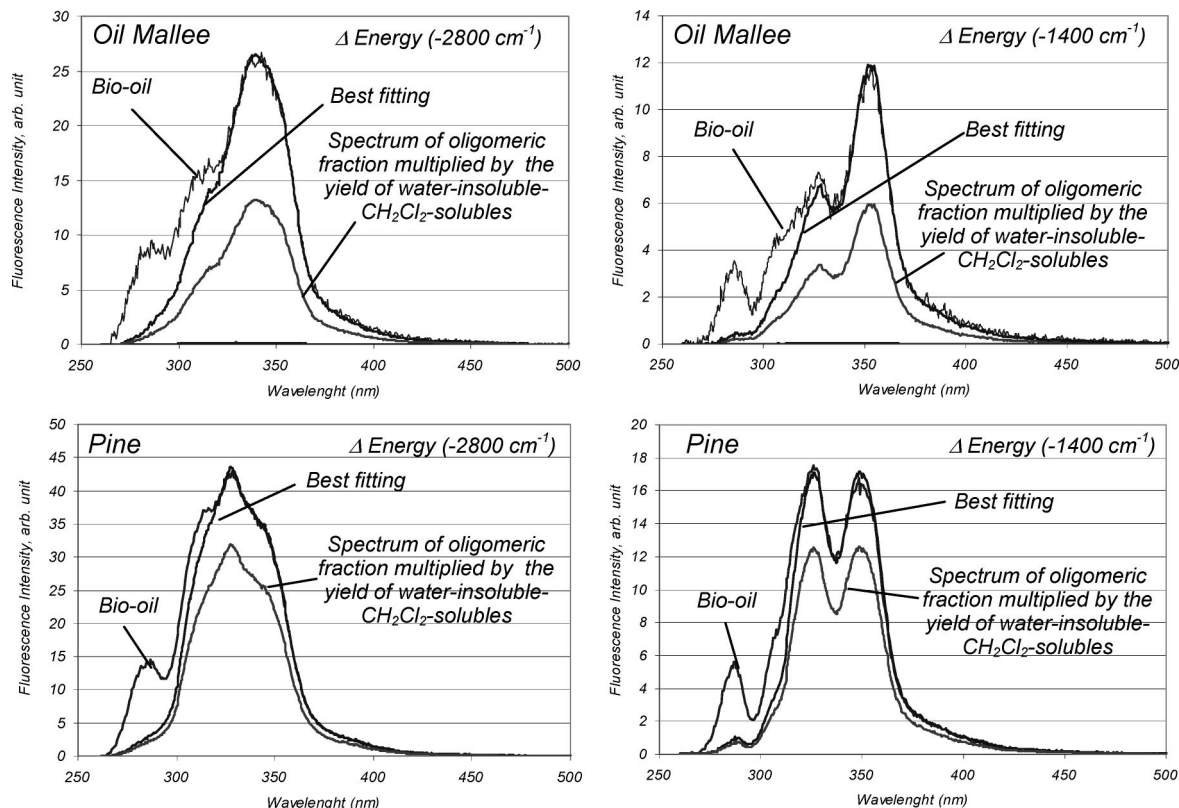 Oil Mallee
Δ Energy (-2800 cm-1)
30
25
20
15
10
5
0
Fluorescence Intensity, arb. unit
Bio-oil
Best fitting
Spectrum of oligomeric
fraction multiplied by the
yield of water-insoluble-
CH2Cl2-solubles
250 300 350 400 450 500
Wavelenght (nm)
Oil Mallee
Δ Energy (-1400 cm-1)
14
12
10
8
6
4
2
0
Fluorescence Intensity, arb. unit
Bio-oil
Best fitting
Spectrum of oligomeric
fraction multiplied by the
yield of water-insoluble-
CH2Cl2-solubles
250 300 350 400 450 500
Wavelenght (nm)
Pine
Δ Energy (-2800 cm-1)
50
45
40
35
30
25
20
15
10
5
0
Fluorescence Intensity, arb. unit
Best fitting
Spectrum of oligomeric
fraction multiplied by the
yield of water-insoluble-
CH2Cl2-solubles
Bio-oil
250 300 350 400 450 500
Wavelenght (nm)
Pine
Δ Energy (-1400 cm-1)
20
18
16
14
12
10
8
6
4
2
0
Fluorescence Intensity, arb. unit
Best fitting
Bio-oil
Spectrum of oligomeric
fraction multiplied by the
yield of water-insoluble-
CH2Cl2-solubles
250 300 350 400 450 500
Wavelenght (nm)